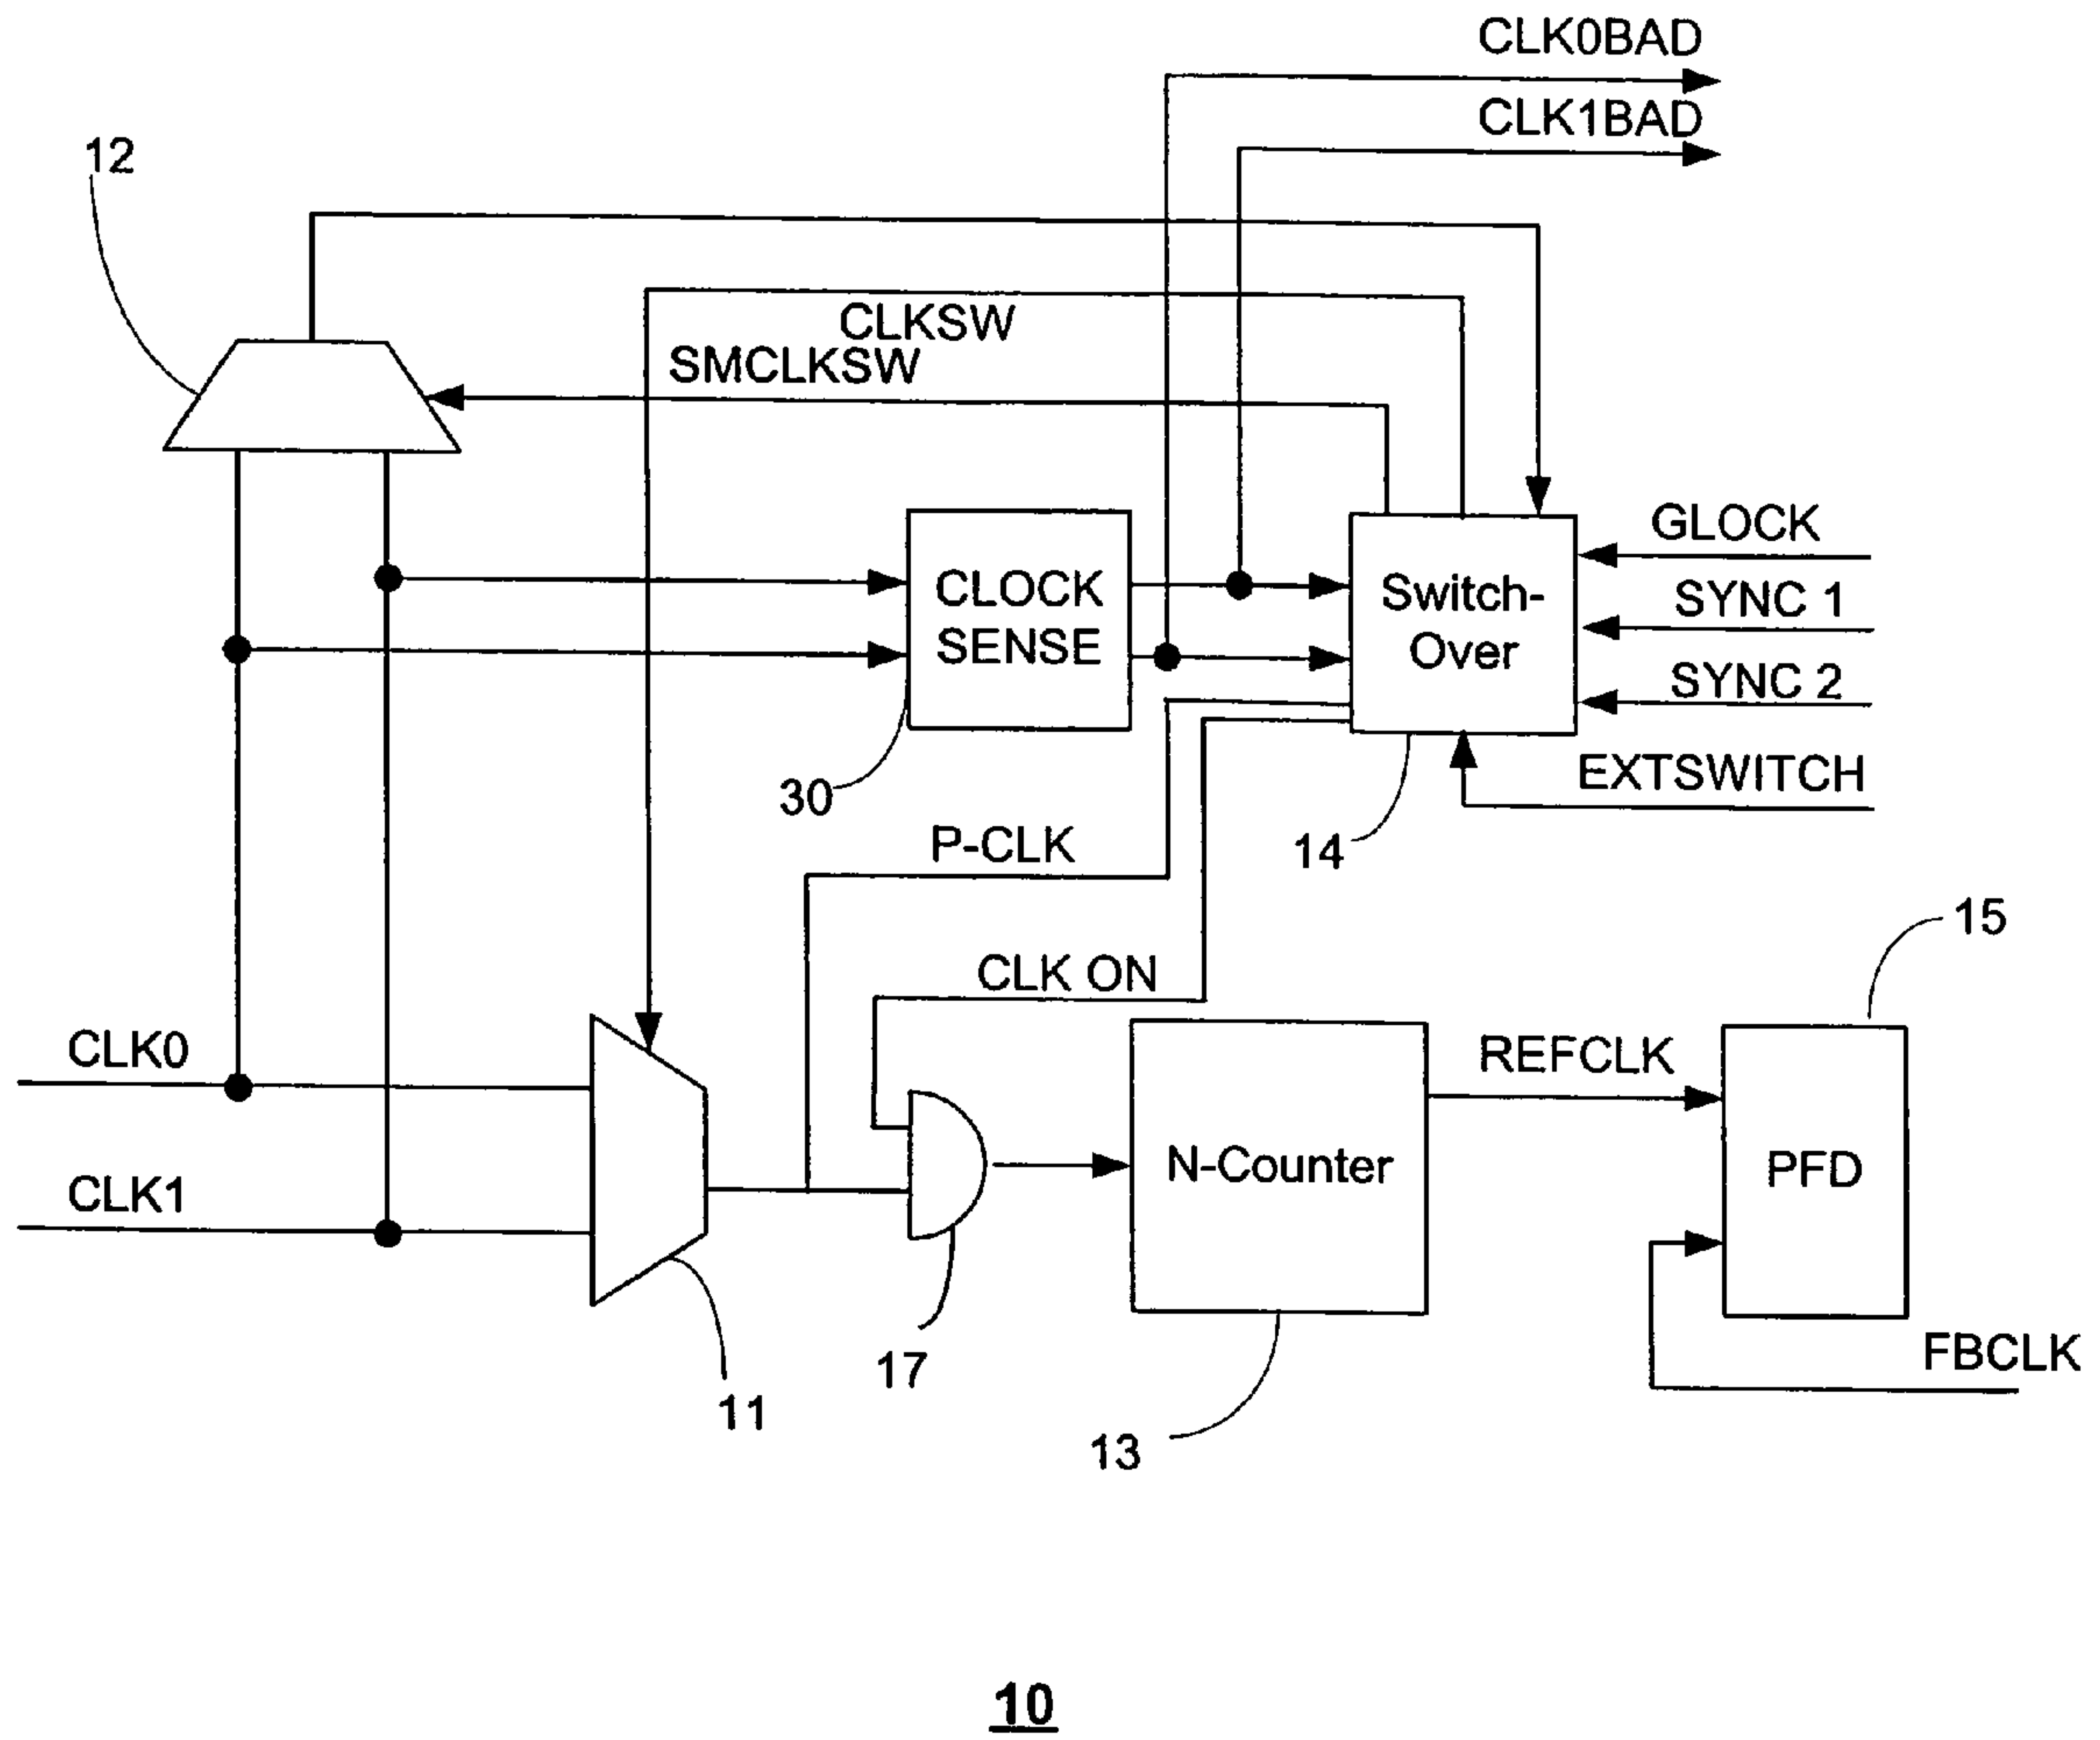 CLK0BAD
CLK1BAD
12
CLKSW
SMCLKSW
GLOCK
CLOCK
SENSE
Switch-
Over
SYNC 1
SYNC 2
EXTSWITCH
30
14
P-CLK
15
CLK ON
CLK0
REFCLK
N-Counter
PFD
CLK1
FBCLK
17
11
13
10